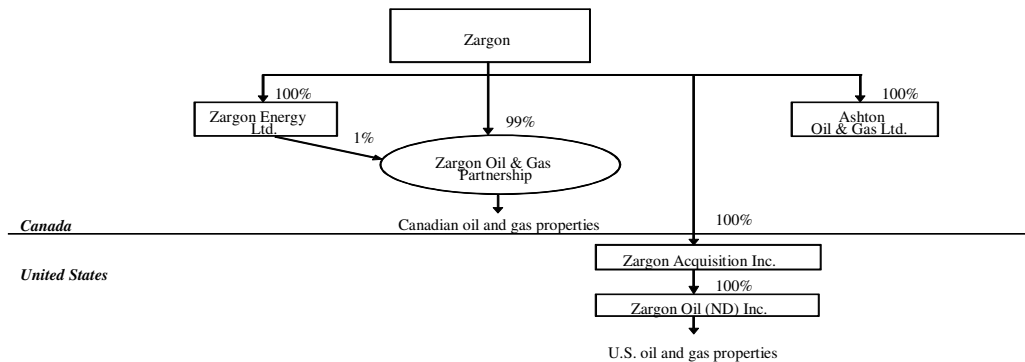 Zargon
100%
100%
Zargon Energy
Ltd.
Ashton
Oil & Gas Ltd.
99%
1%
Zargon Oil & Gas
Partnership
Canada
Canadian oil and gas properties
100%
Zargon Acquisition Inc.
United States
100%
Zargon Oil (ND) Inc.
U.S. oil and gas properties